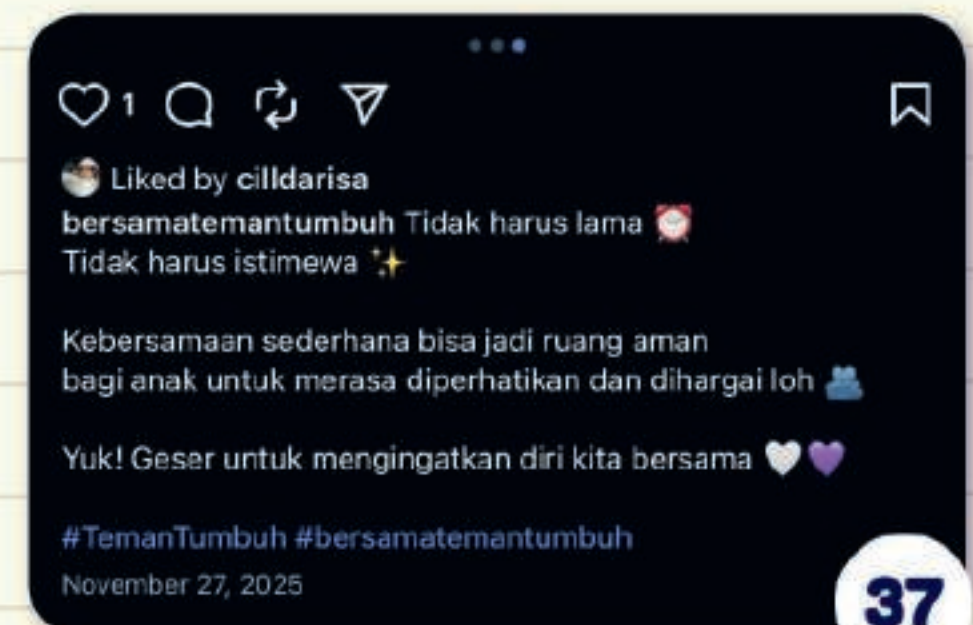 1
Liked by cilldarisa
bersamatemantumbuh Tidak harus lama ⏰
Tidak harus istimewa ✨
Kebersamaan sederhana bisa jadi ruang aman
bagi anak untuk merasa diperhatikan dan dihargai loh 🫂
Yuk! Geser untuk mengingatkan diri kita bersama 🤍💜
#TemanTumbuh #bersamatemantumbuh
November 27, 2025
37